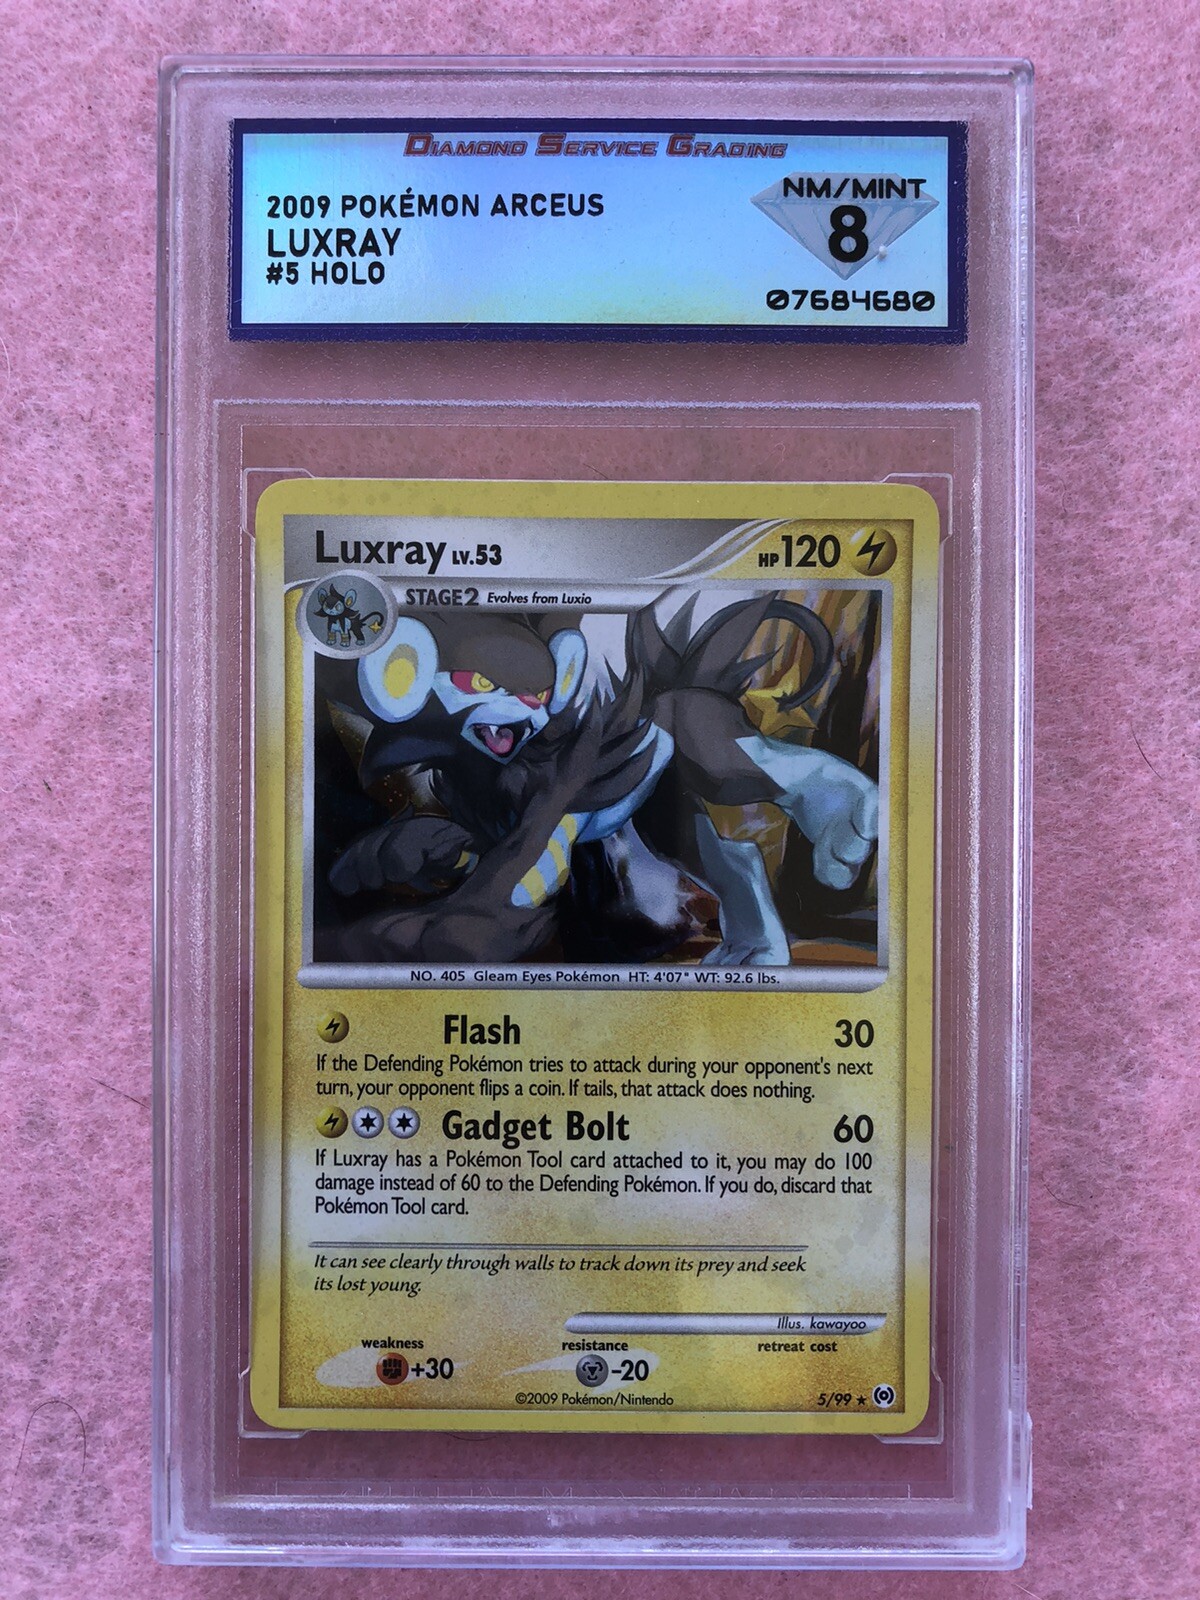 DIAMOND SERVICE GRADING
2009 POKÉMON ARCEUS
LUXRAY
#5 HOLO
NM/MINT
8
07684680
Luxray LV.53
HP 120
STAGE2 Evolves from Luxio
NO. 405 Gleam Eyes Pokémon HT: 4'07" WT: 92.6 lbs.
Flash 30
If the Defending Pokémon tries to attack during your opponent's next
turn, your opponent flips a coin. If tails, that attack does nothing.
Gadget Bolt 60
If Luxray has a Pokémon Tool card attached to it, you may do 100
damage instead of 60 to the Defending Pokémon. If you do, discard that
Pokémon Tool card.
It can see clearly through walls to track down its prey and seek
its lost young.
Illus. kawayoo
weakness resistance retreat cost
+30 -20
©2009 Pokémon/Nintendo 5/99 ★